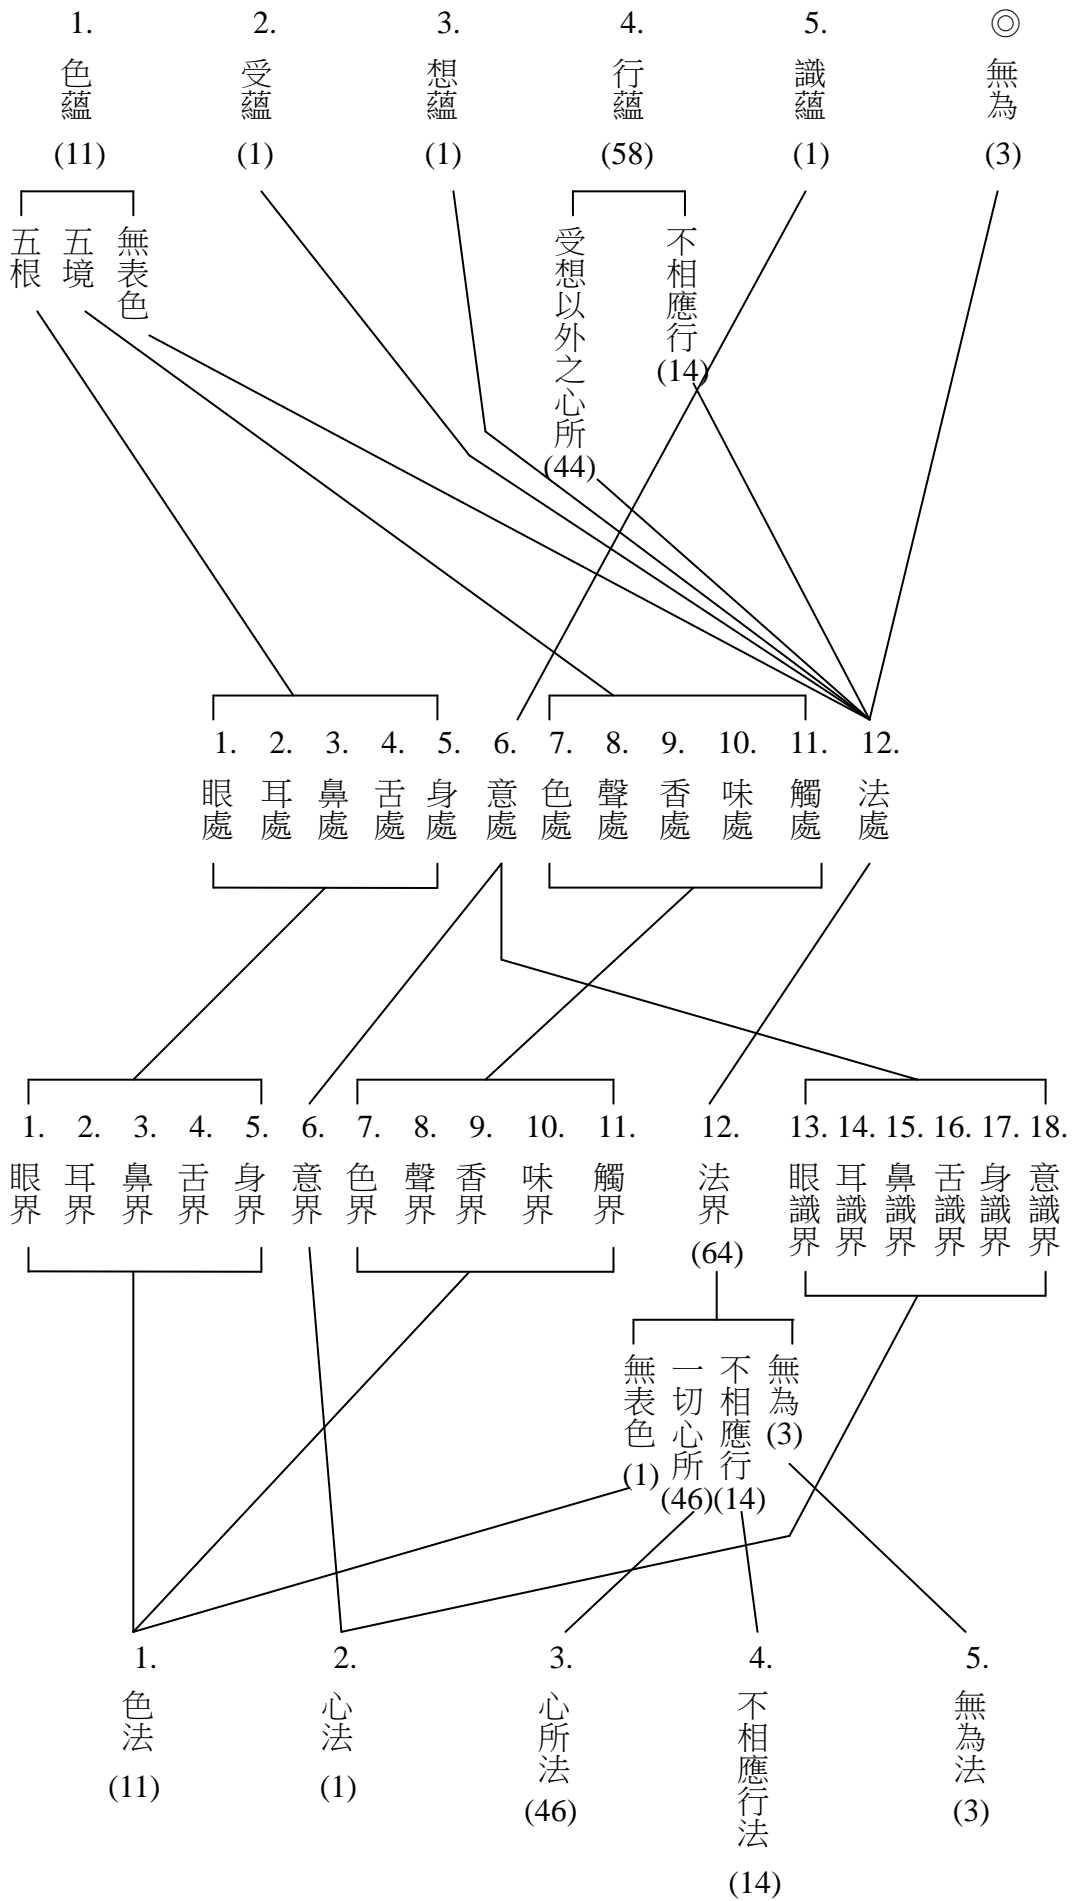 1. 2. 3. 4. 5. ◎
色蘊 受蘊 想蘊 行蘊 識蘊 無為
(11) (1) (1) (58) (1) (3)
五根 五境 無表色 受想以外之心所(44) 不相應行(14)
1. 2. 3. 4. 5. 6. 7. 8. 9. 10. 11. 12.
眼處 耳處 鼻處 舌處 身處 意處 色處 聲處 香處 味處 觸處 法處
1. 2. 3. 4. 5. 6. 7. 8. 9. 10. 11. 12. 13. 14. 15. 16. 17. 18.
眼界 耳界 鼻界 舌界 身界 意界 色界 聲界 香界 味界 觸界 法界 眼識界 耳識界 鼻識界 舌識界 身識界 意識界
(64)
無表色(1) 一切心所(46) 不相應行(14) 無為(3)
1. 2. 3. 4. 5.
色法 心法 心所法 不相應行法 無為法
(11) (1) (46) (14) (3)